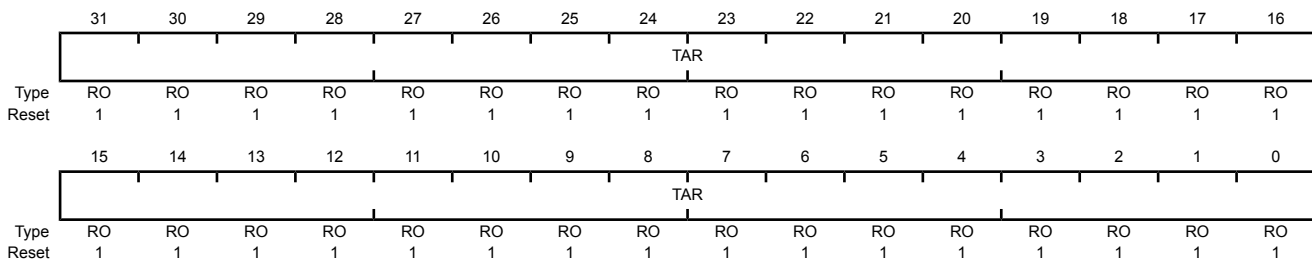 31 30 29 28 27 26 25 24 23 22 21 20 19 18 17 16
TAR
Type RO RO RO RO RO RO RO RO RO RO RO RO RO RO RO RO
Reset 1 1 1 1 1 1 1 1 1 1 1 1 1 1 1 1
15 14 13 12 11 10 9 8 7 6 5 4 3 2 1 0
TAR
Type RO RO RO RO RO RO RO RO RO RO RO RO RO RO RO RO
Reset 1 1 1 1 1 1 1 1 1 1 1 1 1 1 1 1